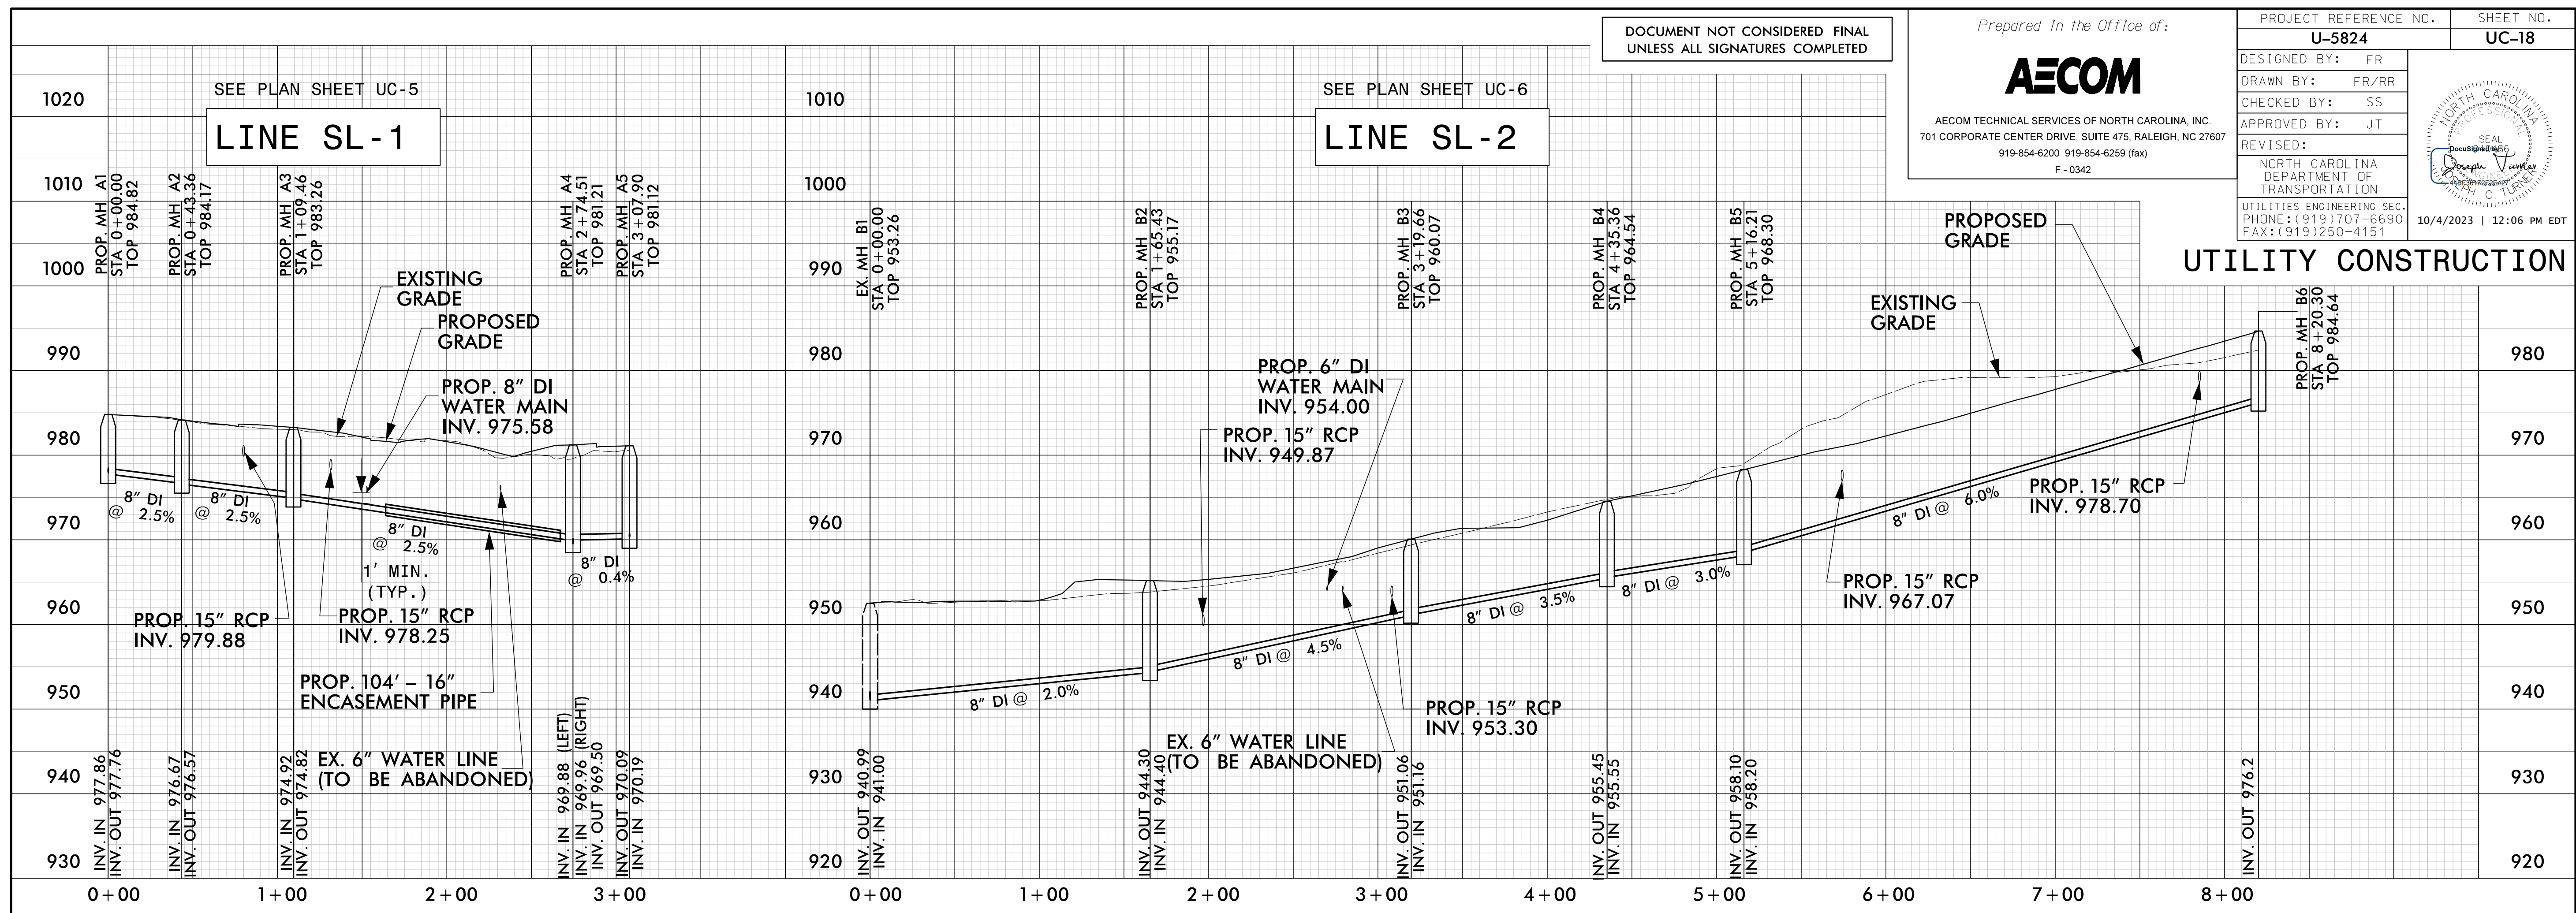 DOCUMENT NOT CONSIDERED FINAL
UNLESS ALL SIGNATURES COMPLETED
Prepared in the Office of:
AECOM
AECOM TECHNICAL SERVICES OF NORTH CAROLINA, INC.
701 CORPORATE CENTER DRIVE, SUITE 475, RALEIGH, NC 27607
919-854-6200 919-854-6259 (fax)
F - 0342
PROJECT REFERENCE NO.
SHEET NO.
U-5824
UC-18
DESIGNED BY: FR
DRAWN BY: FR/RR
CHECKED BY: SS
APPROVED BY: JT
REVISED:
NORTH CAROLINA
DEPARTMENT OF
TRANSPORTATION
UTILITIES ENGINEERING SEC.
PHONE:(919)707-6690
FAX:(919)250-4151
NORTH CAROLINA
PROFESSIONAL
SEAL
DocuSigned by:
Joseph Turner
JOSEPH C. TURNER
10/4/2023 | 12:06 PM EDT
UTILITY CONSTRUCTION
SEE PLAN SHEET UC-5
LINE SL-1
1020
1010
1000
990
980
970
960
950
940
930
PROP. MH A1
STA 0+00.00
TOP 984.82
PROP. MH A2
STA 0+43.36
TOP 984.17
PROP. MH A3
STA 1+09.46
TOP 983.26
PROP. MH A4
STA 2+74.51
TOP 981.21
PROP. MH A5
STA 3+07.90
TOP 981.12
EXISTING
GRADE
PROPOSED
GRADE
PROP. 8" DI
WATER MAIN
INV. 975.58
8" DI
@ 2.5%
8" DI
@ 2.5%
8" DI
@ 2.5%
8" DI
@ 0.4%
1' MIN.
(TYP.)
PROP. 15" RCP
INV. 979.88
PROP. 15" RCP
INV. 978.25
PROP. 104' – 16"
ENCASEMENT PIPE
EX. 6" WATER LINE
(TO BE ABANDONED)
INV. IN 977.86
INV. OUT 977.76
INV. IN 976.67
INV. OUT 976.57
INV. IN 974.92
INV. OUT 974.82
INV. IN 969.88 (LEFT)
INV. IN 969.96 (RIGHT)
INV. OUT 969.50
INV. OUT 970.09
INV. IN 970.19
0+00
1+00
2+00
3+00
SEE PLAN SHEET UC-6
LINE SL-2
1010
1000
990
980
970
960
950
940
930
920
EX. MH B1
STA 0+00.00
TOP 953.26
PROP. MH B2
STA 1+65.43
TOP 955.17
PROP. MH B3
STA 3+19.66
TOP 960.07
PROP. MH B4
STA 4+35.36
TOP 964.54
PROP. MH B5
STA 5+16.21
TOP 968.30
PROP. MH B6
STA 8+20.30
TOP 984.64
PROPOSED
GRADE
EXISTING
GRADE
PROP. 6" DI
WATER MAIN
INV. 954.00
PROP. 15" RCP
INV. 949.87
8" DI @ 2.0%
8" DI @ 4.5%
8" DI @ 3.5%
8" DI @ 3.0%
8" DI @ 6.0%
PROP. 15" RCP
INV. 978.70
PROP. 15" RCP
INV. 967.07
PROP. 15" RCP
INV. 953.30
EX. 6" WATER LINE
(TO BE ABANDONED)
INV. OUT 940.99
INV. IN 941.00
INV. OUT 944.30
INV. IN 944.40
INV. OUT 951.06
INV. IN 951.16
INV. OUT 955.45
INV. IN 955.55
INV. OUT 958.10
INV. IN 958.20
INV. OUT 976.2
980
970
960
950
940
930
920
0+00
1+00
2+00
3+00
4+00
5+00
6+00
7+00
8+00